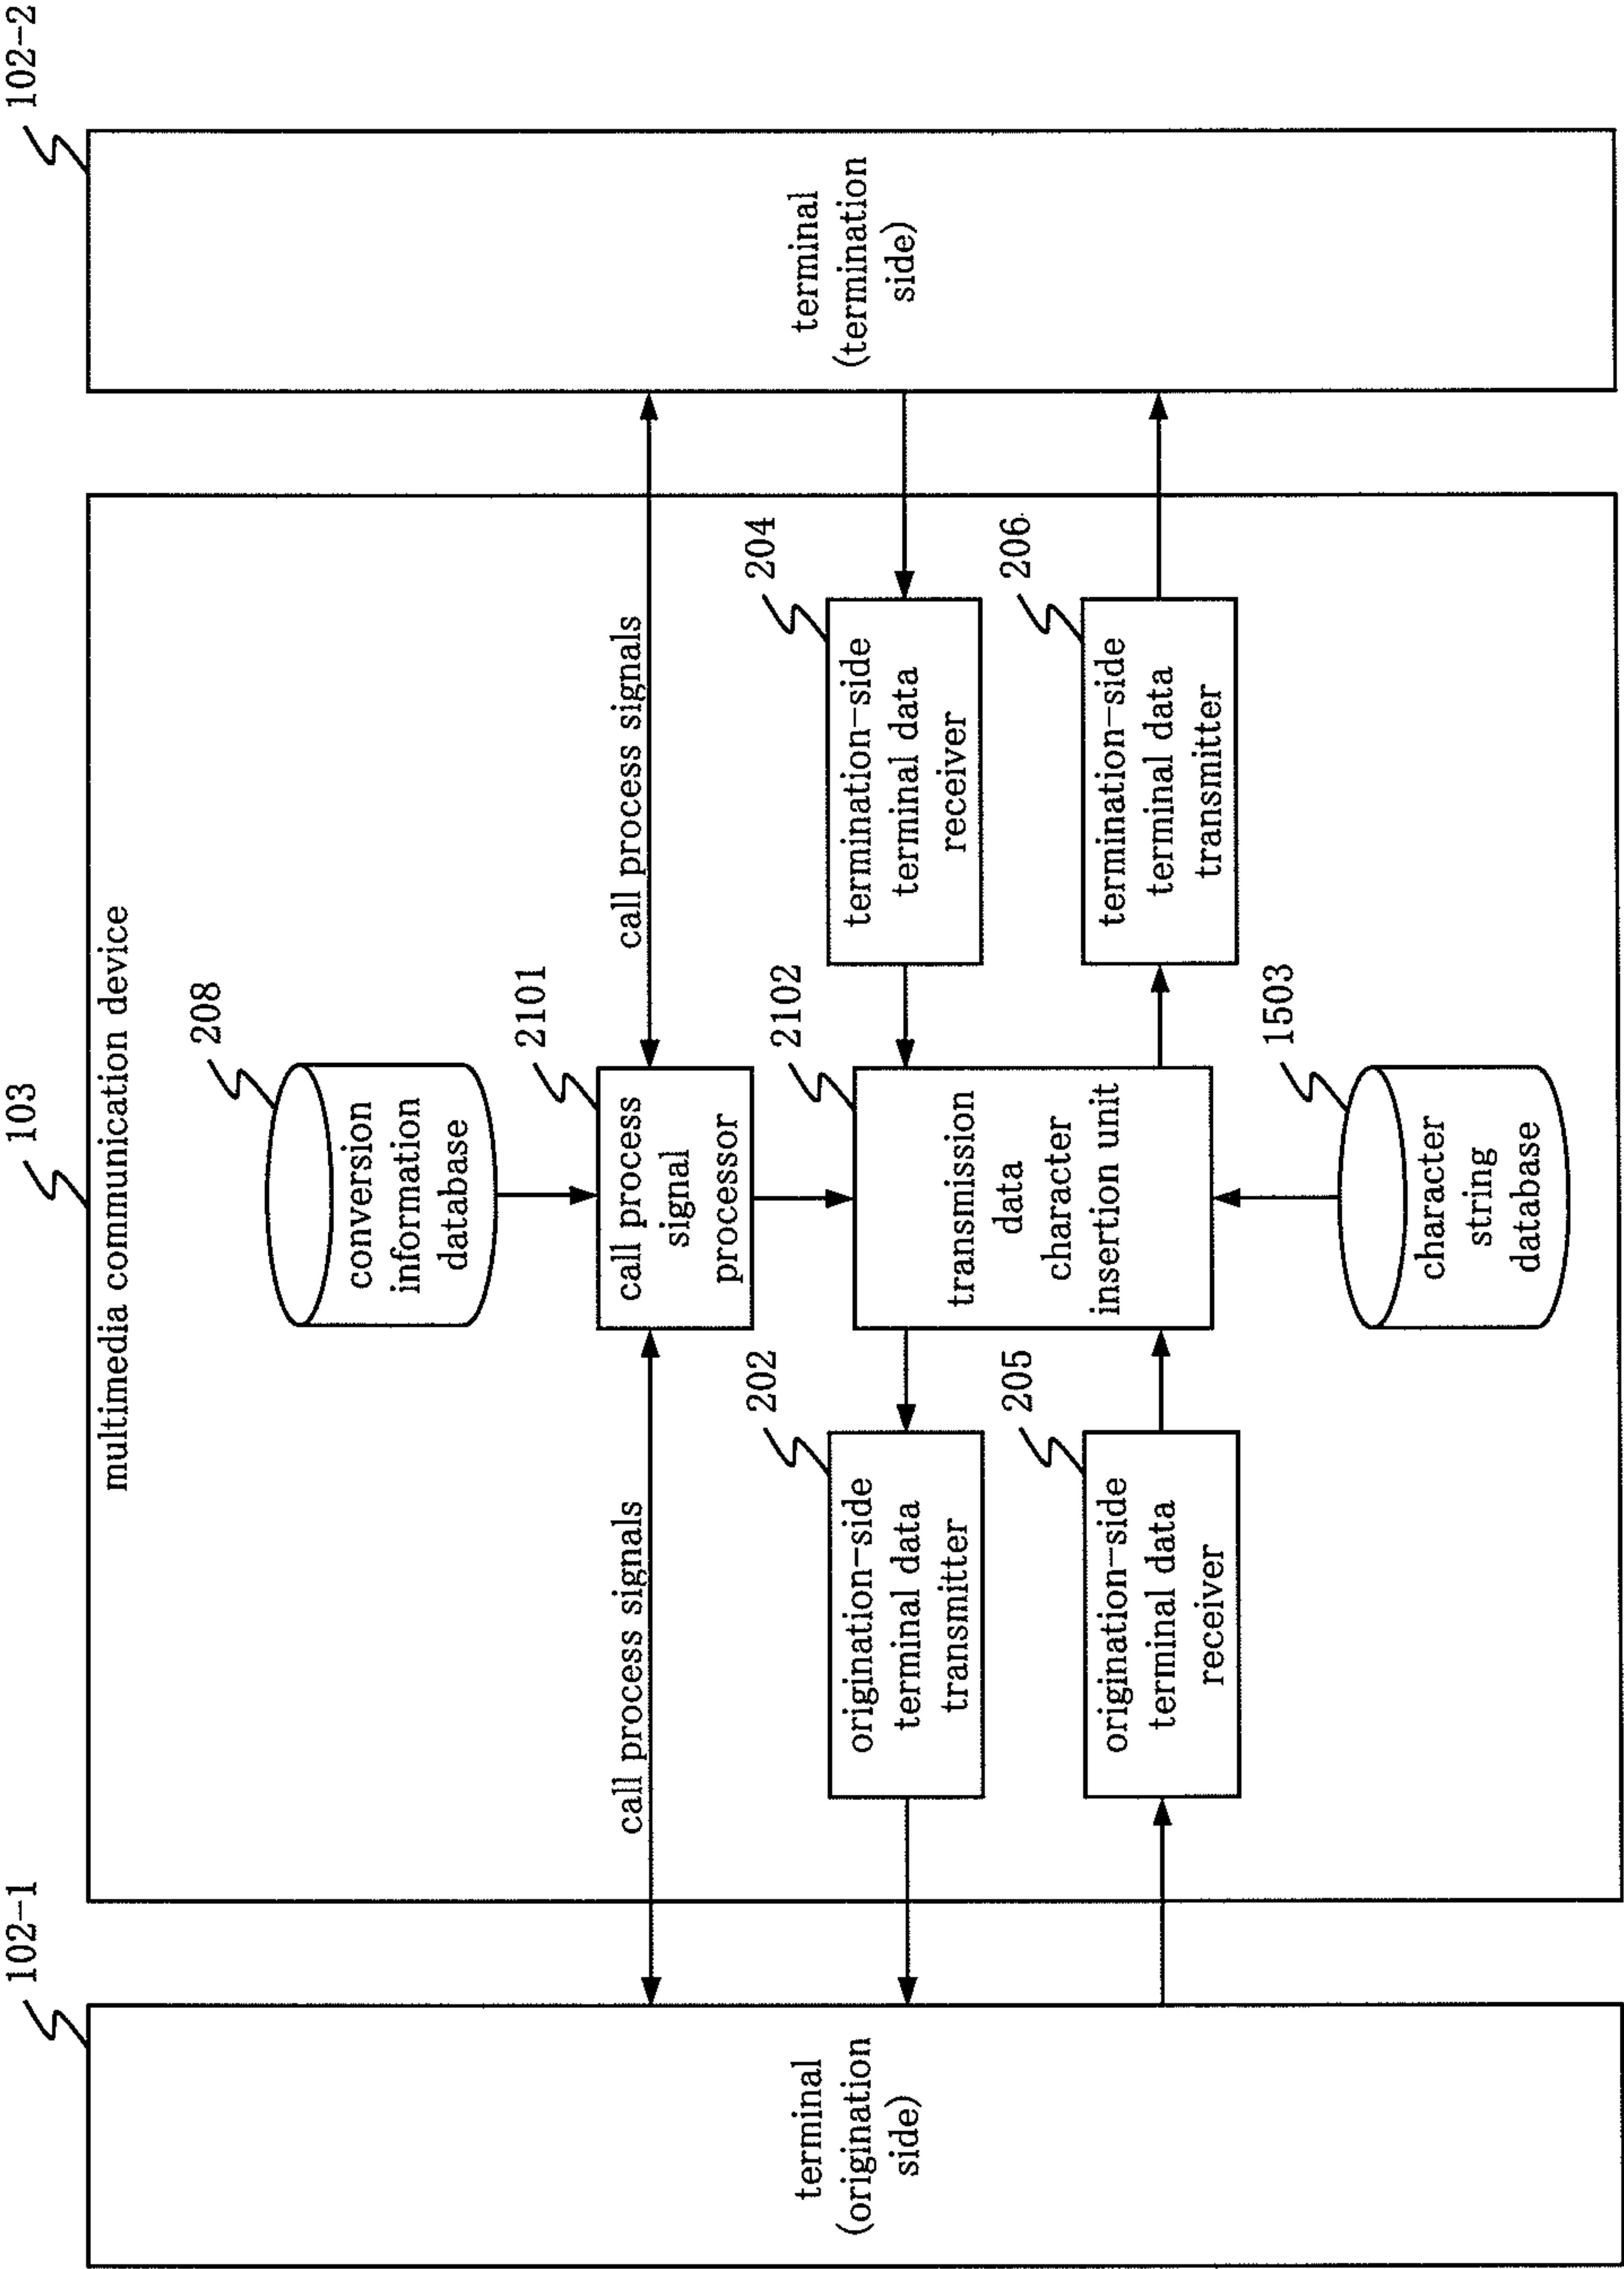 102-1
103
102-2
multimedia communication device
208
conversion
information
database
2101
call process signals
call process
signal
processor
call process signals
terminal
(origination
side)
202
origination-side
terminal data
transmitter
2102
transmission
data
character
insertion unit
204
termination-side
terminal data
receiver
terminal
(termination
side)
205
origination-side
terminal data
receiver
206
termination-side
terminal data
transmitter
1503
character
string
database